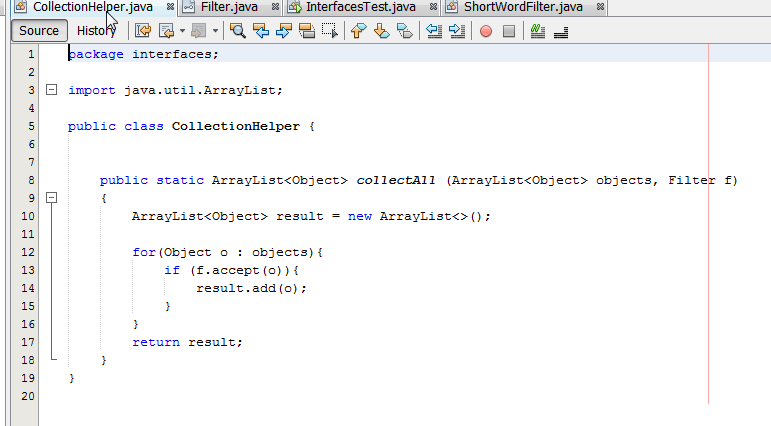 CollectionHelper.java Filter.java InterfacesTest.java ShortWordFilter.java
Source History
1 package interfaces;
2
3 import java.util.ArrayList;
4
5 public class CollectionHelper {
6
7
8 public static ArrayList<Object> collectAll (ArrayList<Object> objects, Filter f)
9 {
10 ArrayList<Object> result = new ArrayList<>();
11
12 for(Object o : objects){
13 if (f.accept(o)){
14 result.add(o);
15 }
16 }
17 return result;
18 }
19 }
20